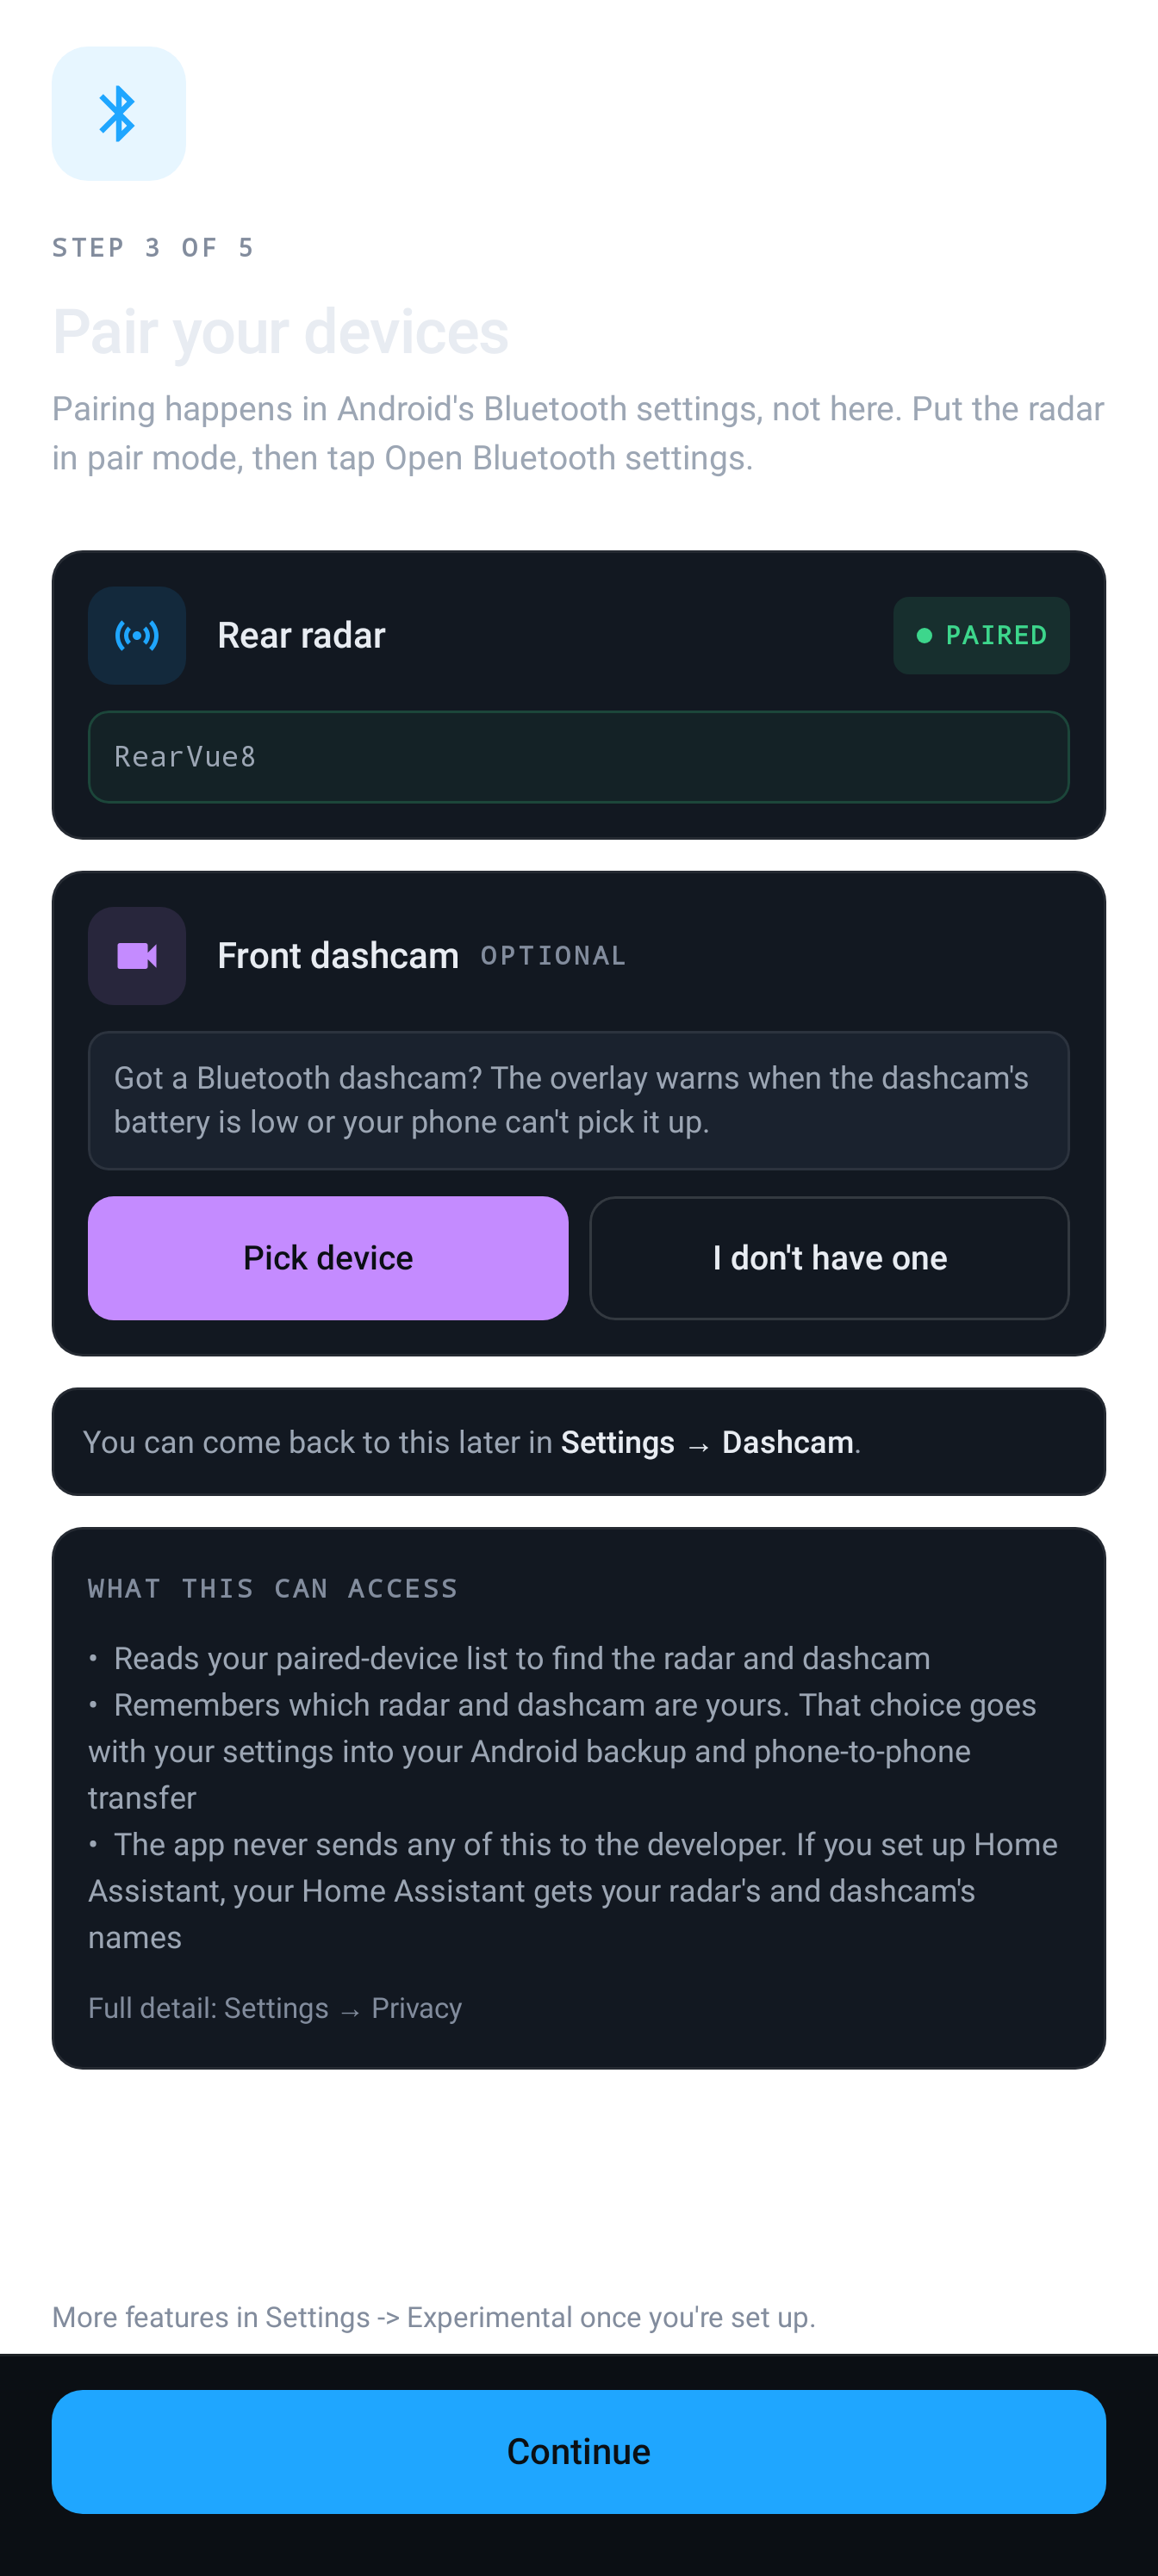 STEP 3 OF 5
Pair your devices
Pairing happens in Android's Bluetooth settings, not here. Put the radar
in pair mode, then tap Open Bluetooth settings.
Rear radar
PAIRED
RearVue8
Front dashcam OPTIONAL
Got a Bluetooth dashcam? The overlay warns when the dashcam's
battery is low or your phone can't pick it up.
Pick device
I don't have one
You can come back to this later in Settings → Dashcam.
WHAT THIS CAN ACCESS
• Reads your paired-device list to find the radar and dashcam
• Remembers which radar and dashcam are yours. That choice goes
with your settings into your Android backup and phone-to-phone
transfer
• The app never sends any of this to the developer. If you set up Home
Assistant, your Home Assistant gets your radar's and dashcam's
names
Full detail: Settings → Privacy
More features in Settings -> Experimental once you're set up.
Continue